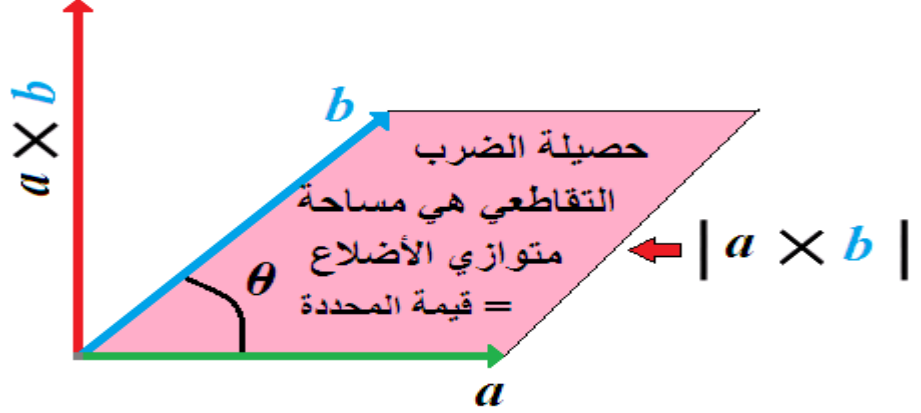 a × b
b
حصيلة الضرب
التقاطعي هي مساحة
متوازي الأضلاع
= قيمة المحددة
θ
| a × b |
a